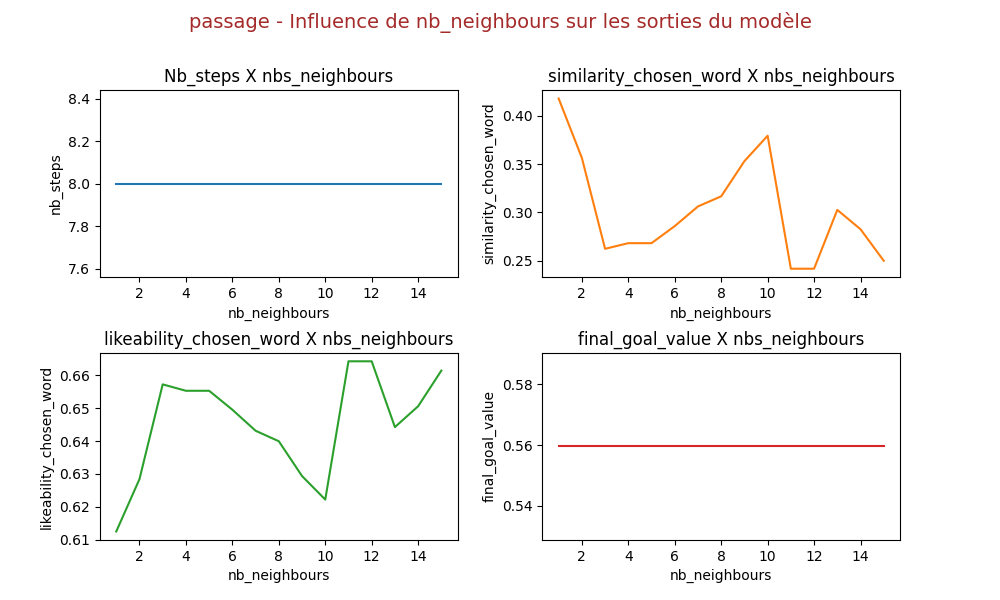 passage - Influence de nb_neighbours sur les sorties du modèle
Nb_steps X nbs_neighbours
nb_steps
8.4
8.2
8.0
7.8
7.6
2 4 6 8 10 12 14
nb_neighbours
similarity_chosen_word X nbs_neighbours
similarity_chosen_word
0.40
0.35
0.30
0.25
2 4 6 8 10 12 14
nb_neighbours
likeability_chosen_word X nbs_neighbours
likeability_chosen_word
0.66
0.65
0.64
0.63
0.62
0.61
2 4 6 8 10 12 14
nb_neighbours
final_goal_value X nbs_neighbours
final_goal_value
0.58
0.56
0.54
2 4 6 8 10 12 14
nb_neighbours